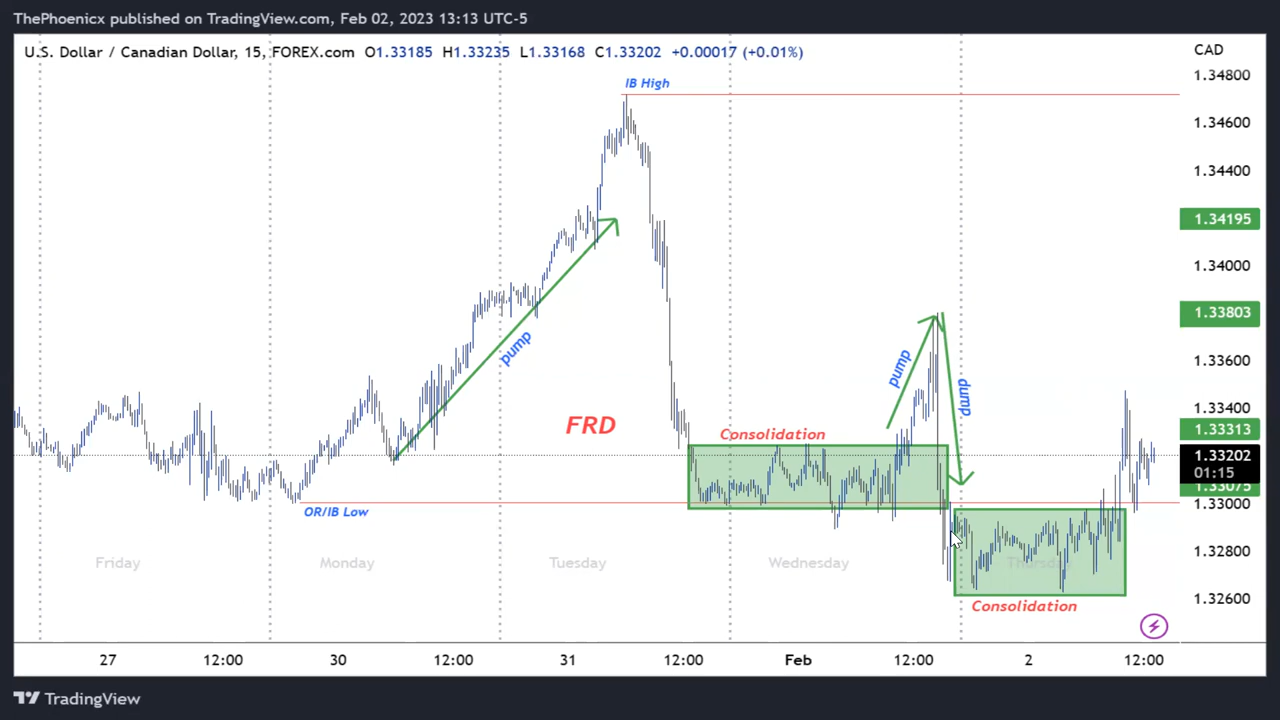 ThePhoenicx published on TradingView.com, Feb 02, 2023 13:13 UTC-5
U.S. Dollar / Canadian Dollar, 15, FOREX.com O1.33185 H1.33235 L1.33168 C1.33202 +0.00017 (+0.01%)
CAD
1.34800
IB High
1.34600
1.34400
1.34195
1.34000
1.33803
pump
pump
dump
1.33600
1.33400
FRD
Consolidation
1.33313
1.33202
01:15
1.33075
1.33000
OR/IB Low
1.32800
Friday
Monday
Tuesday
Wednesday
Thursday
1.32600
Consolidation
27
12:00
30
12:00
31
12:00
Feb
12:00
2
12:00
TradingView